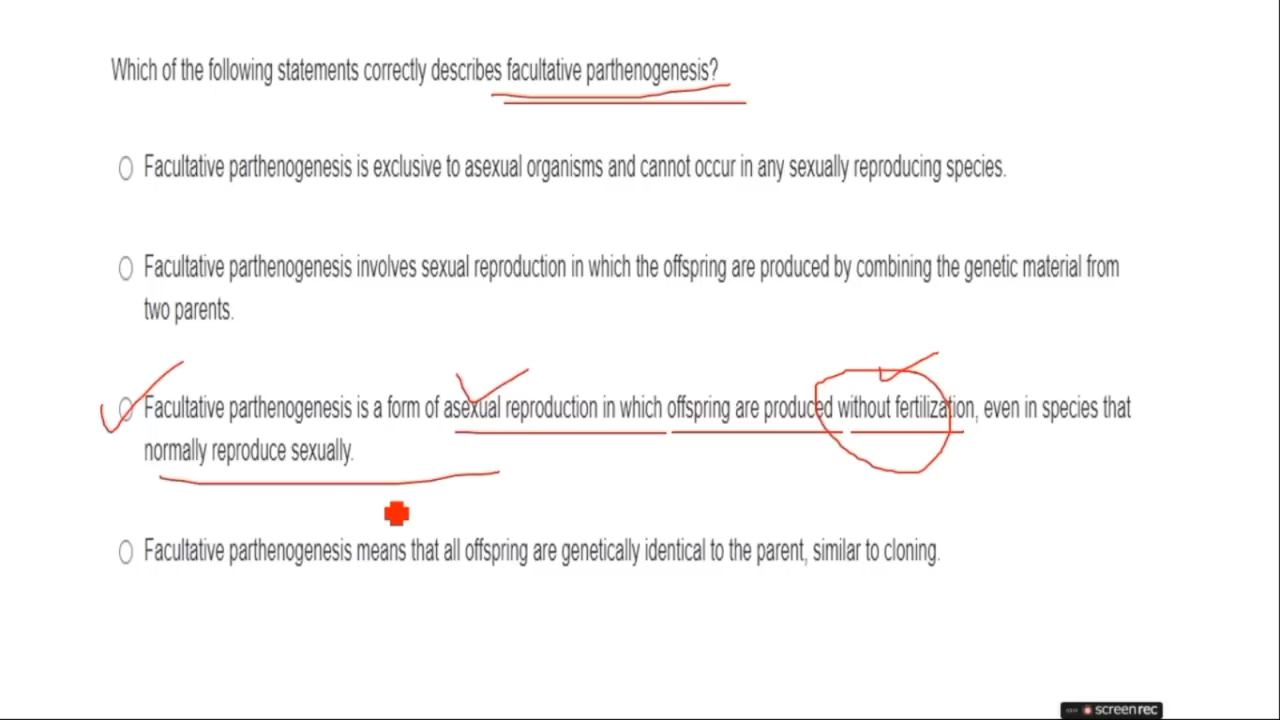 Which of the following statements correctly describes facultative parthenogenesis?
Facultative parthenogenesis is exclusive to asexual organisms and cannot occur in any sexually reproducing species.
Facultative parthenogenesis involves sexual reproduction in which the offspring are produced by combining the genetic material from
two parents.
Facultative parthenogenesis is a form of asexual reproduction in which offspring are produced without fertilization, even in species that
normally reproduce sexually.
Facultative parthenogenesis means that all offspring are genetically identical to the parent, similar to cloning.
screenrec